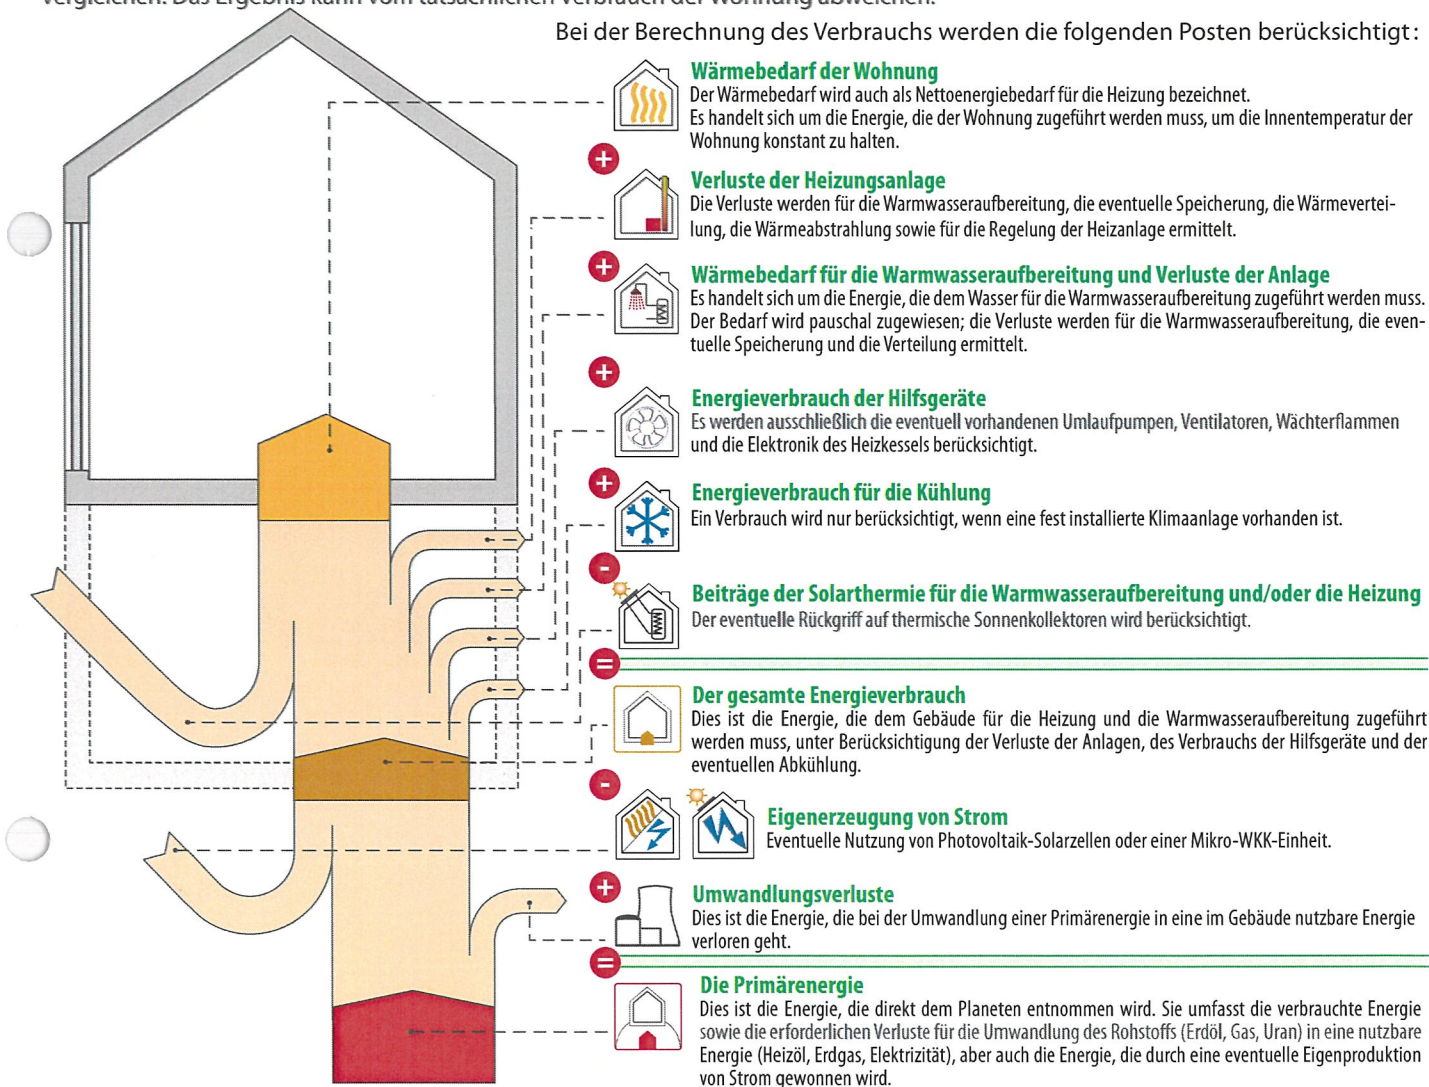 vergleichen. Das Ergebnis kann vom tatsächlichen Verbrauch der Wohnung abweichen.
Bei der Berechnung des Verbrauchs werden die folgenden Posten berücksichtigt:
Wärmebedarf der Wohnung
Der Wärmebedarf wird auch als Nettoenergiebedarf für die Heizung bezeichnet.
Es handelt sich um die Energie, die der Wohnung zugeführt werden muss, um die Innentemperatur der
Wohnung konstant zu halten.
+
Verluste der Heizungsanlage
Die Verluste werden für die Warmwasseraufbereitung, die eventuelle Speicherung, die Wärmevertei-
lung, die Wärmeabstrahlung sowie für die Regelung der Heizanlage ermittelt.
+
Wärmebedarf für die Warmwasseraufbereitung und Verluste der Anlage
Es handelt sich um die Energie, die dem Wasser für die Warmwasseraufbereitung zugeführt werden muss.
Der Bedarf wird pauschal zugewiesen; die Verluste werden für die Warmwasseraufbereitung, die even-
tuelle Speicherung und die Verteilung ermittelt.
+
Energieverbrauch der Hilfsgeräte
Es werden ausschließlich die eventuell vorhandenen Umlaufpumpen, Ventilatoren, Wächterflammen
und die Elektronik des Heizkessels berücksichtigt.
+
Energieverbrauch für die Kühlung
Ein Verbrauch wird nur berücksichtigt, wenn eine fest installierte Klimaanlage vorhanden ist.
-
Beiträge der Solarthermie für die Warmwasseraufbereitung und/oder die Heizung
Der eventuelle Rückgriff auf thermische Sonnenkollektoren wird berücksichtigt.
=
Der gesamte Energieverbrauch
Dies ist die Energie, die dem Gebäude für die Heizung und die Warmwasseraufbereitung zugeführt
werden muss, unter Berücksichtigung der Verluste der Anlagen, des Verbrauchs der Hilfsgeräte und der
eventuellen Abkühlung.
-
Eigenerzeugung von Strom
Eventuelle Nutzung von Photovoltaik-Solarzellen oder einer Mikro-WKK-Einheit.
+
Umwandlungsverluste
Dies ist die Energie, die bei der Umwandlung einer Primärenergie in eine im Gebäude nutzbare Energie
verloren geht.
=
Die Primärenergie
Dies ist die Energie, die direkt dem Planeten entnommen wird. Sie umfasst die verbrauchte Energie
sowie die erforderlichen Verluste für die Umwandlung des Rohstoffs (Erdöl, Gas, Uran) in eine nutzbare
Energie (Heizöl, Erdgas, Elektrizität), aber auch die Energie, die durch eine eventuelle Eigenproduktion
von Strom gewonnen wird.